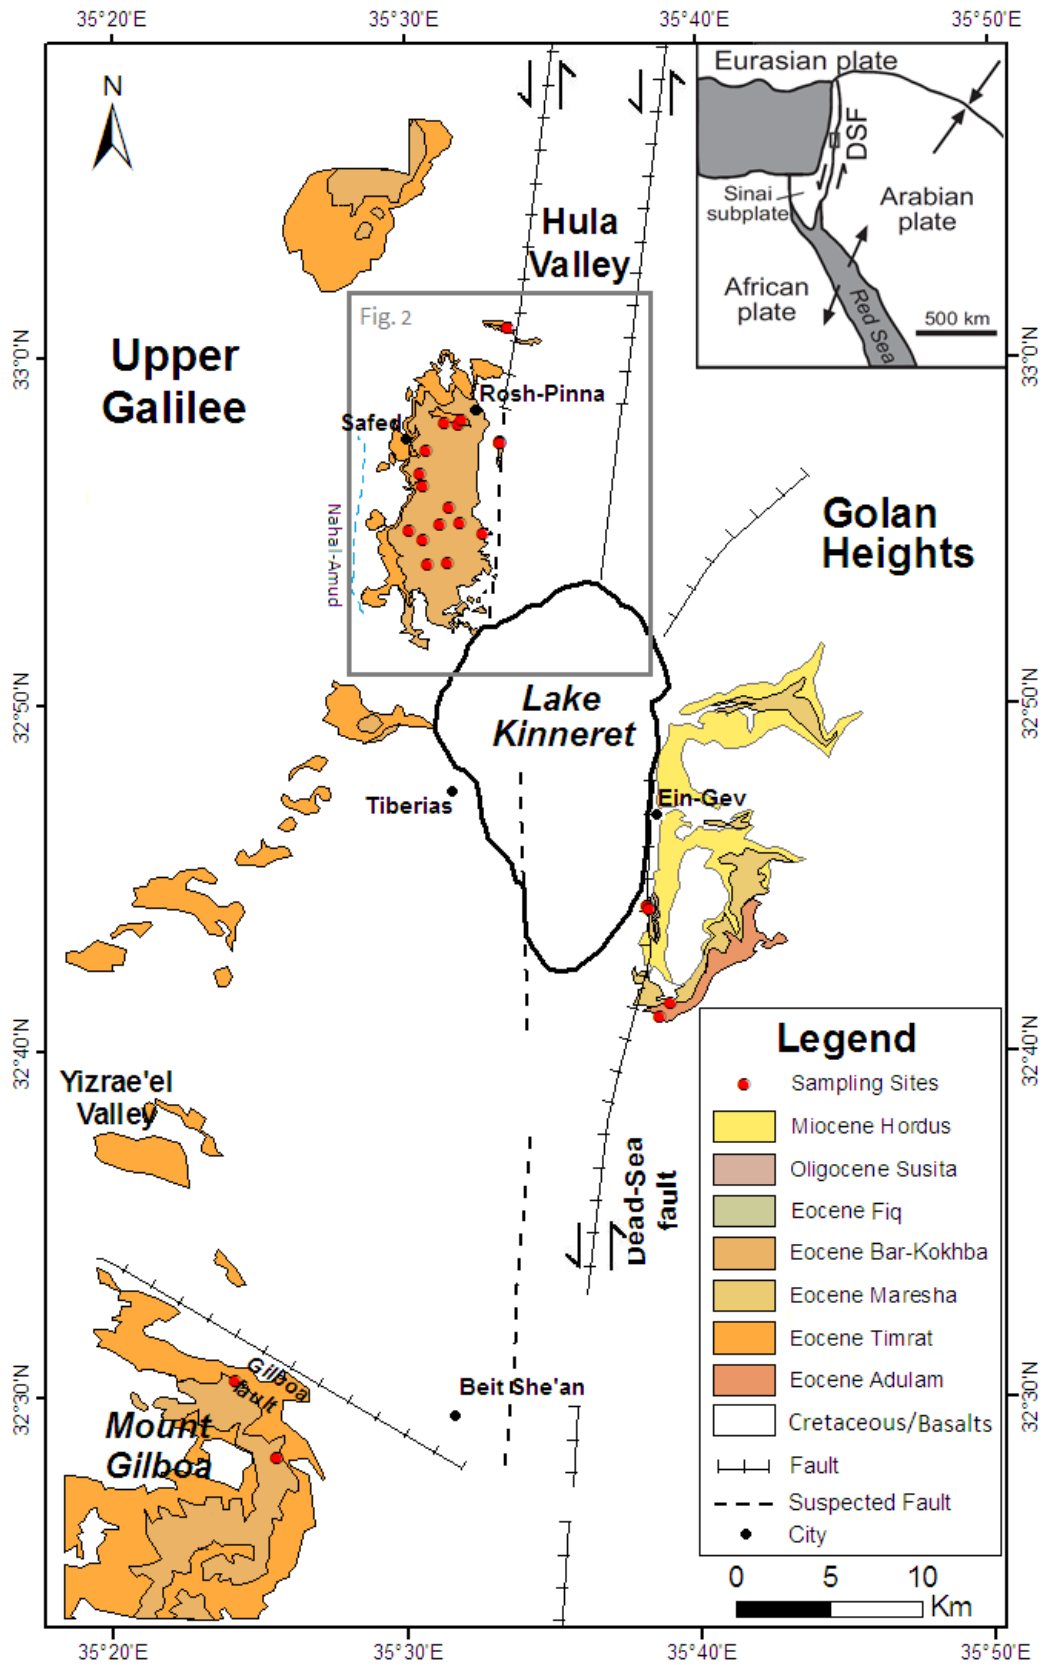 35°20'E
35°30'E
35°40'E
35°50'E
N
Eurasian plate
DSF
Sinai
subplate
Arabian
plate
African
plate
Red Sea
500 km
Hula
Valley
Fig. 2
33°0'N
33°0'N
Upper
Galilee
Rosh-Pinna
Safed
Nahal-Amud
Golan
Heights
32°50'N
32°50'N
Lake
Kinneret
Tiberias
Ein-Gev
32°40'N
32°40'N
Yizrae'el
Valley
Dead-Sea
fault
Gilboa
fault
Beit She'an
32°30'N
32°30'N
Mount
Gilboa
Legend
Sampling Sites
Miocene Hordus
Oligocene Susita
Eocene Fiq
Eocene Bar-Kokhba
Eocene Maresha
Eocene Timrat
Eocene Adulam
Cretaceous/Basalts
Fault
Suspected Fault
City
0 5 10
Km
35°20'E
35°30'E
35°40'E
35°50'E